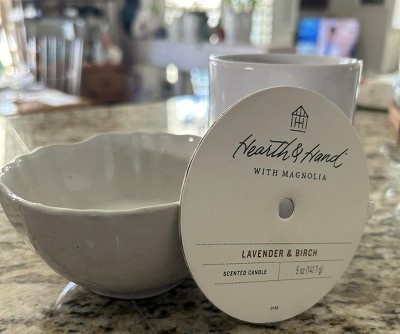 Hearth & Hand
WITH MAGNOLIA
LAVENDER & BIRCH
SCENTED CANDLE 5 oz (141.7 g)